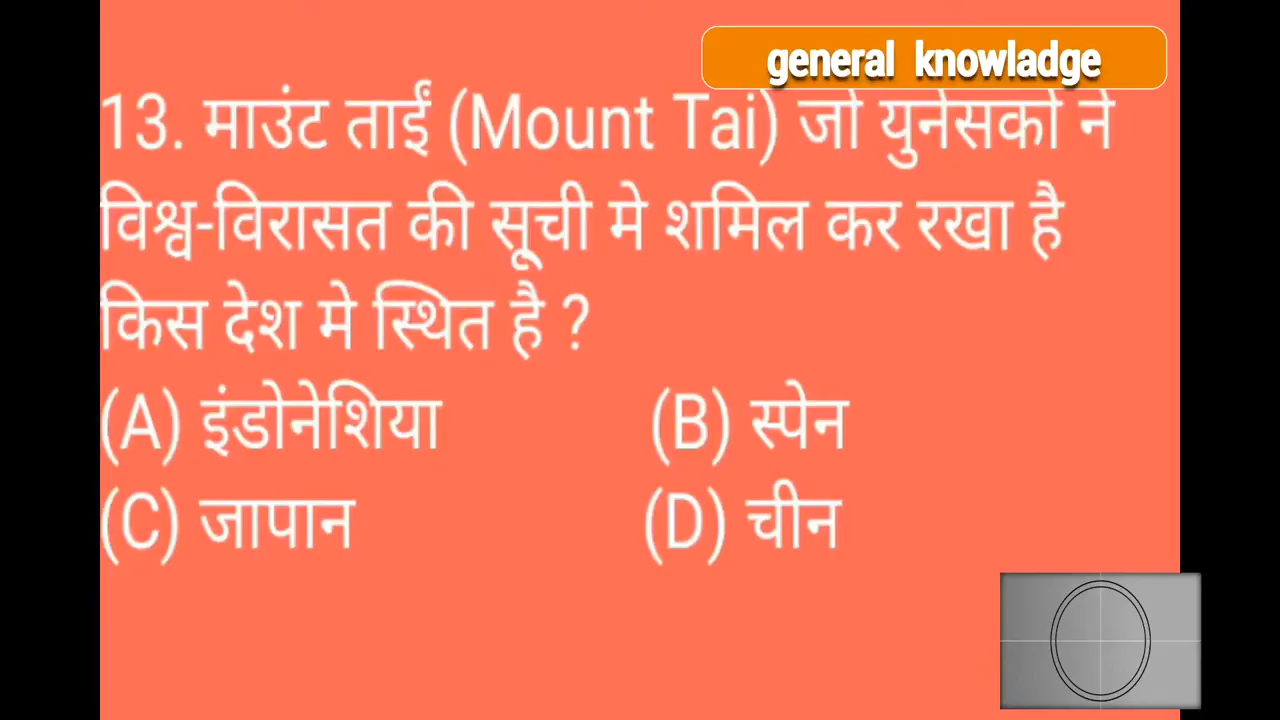 general knowladge
13. माउंट ताईं (Mount Tai) जो युनेसको ने
विश्व-विरासत की सूची मे शमिल कर रखा है
किस देश मे स्थित है ?
(A) इंडोनेशिया (B) स्पेन
(C) जापान (D) चीन